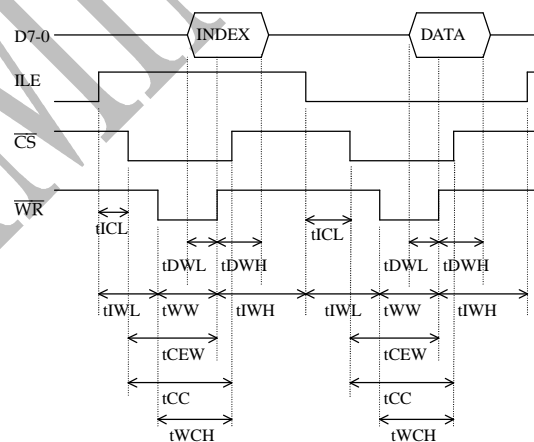 D7-0 INDEX DATA
ILE
CS
WR
tICL tICL
tDWL tDWH tDWL tDWH
tIWL tWW tIWH tIWL tWW tIWH
tCEW tCEW
tCC tCC
tWCH tWCH